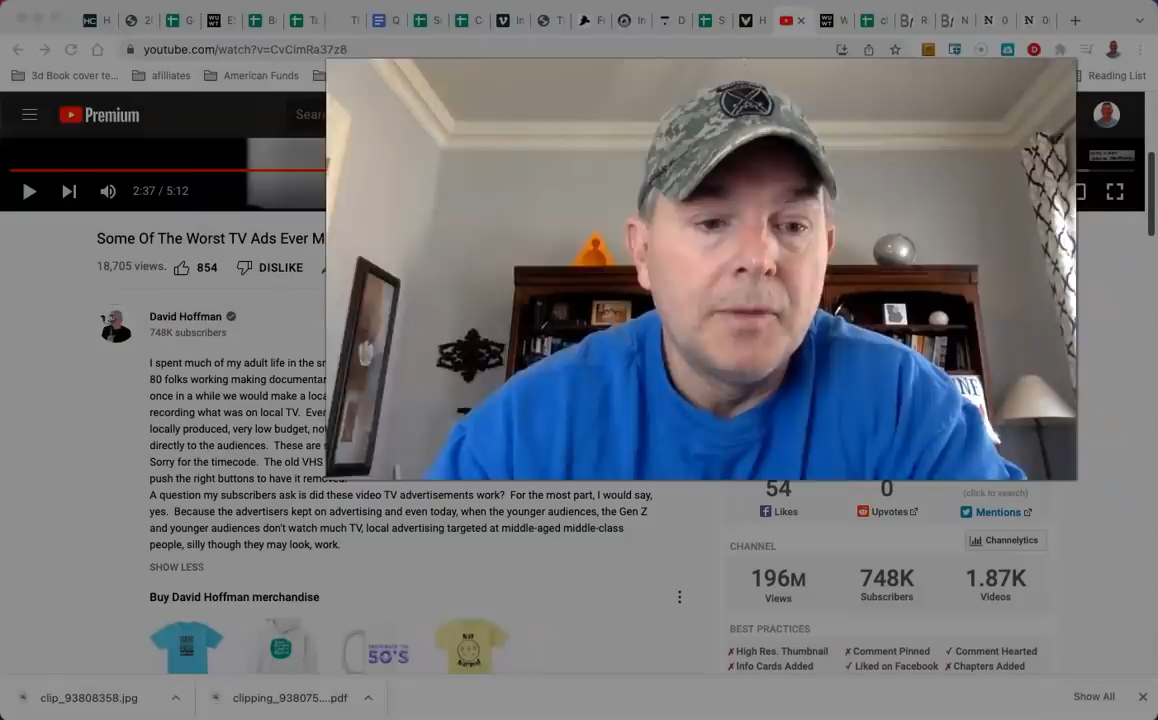 youtube.com/watch?v=CvCimRa37z8
3d Book cover te...
afilliates
American Funds
Reading List
Premium
Sear
2:37 / 5:12
Some Of The Worst TV Ads Ever M
18,705 views.
854
DISLIKE
David Hoffman
748K subscribers
I spent much of my adult life in the sr
80 folks working making documentar
once in a while we would make a loca
recording what was on local TV. Ever
locally produced, very low budget, no
directly to the audiences. These are
Sorry for the timecode. The old VHS
push the right buttons to have it removed.
A question my subscribers ask is did these video TV advertisements work? For the most part, I would say,
yes. Because the advertisers kept on advertising and even today, when the younger audiences, the Gen Z
and younger audiences don't watch much TV, local advertising targeted at middle-aged middle-class
people, silly though they may look, work.
SHOW LESS
Buy David Hoffman merchandise
50'S
54
Likes
0
Upvotes
(click to search)
Mentions
CHANNEL
Channelytics
196M
Views
748K
Subscribers
1.87K
Videos
BEST PRACTICES
✗ High Res. Thumbnail
✗ Comment Pinned
✓ Comment Hearted
✗ Info Cards Added
✓ Liked on Facebook
✗ Chapters Added
clip_93808358.jpg
clipping_938075....pdf
Show All